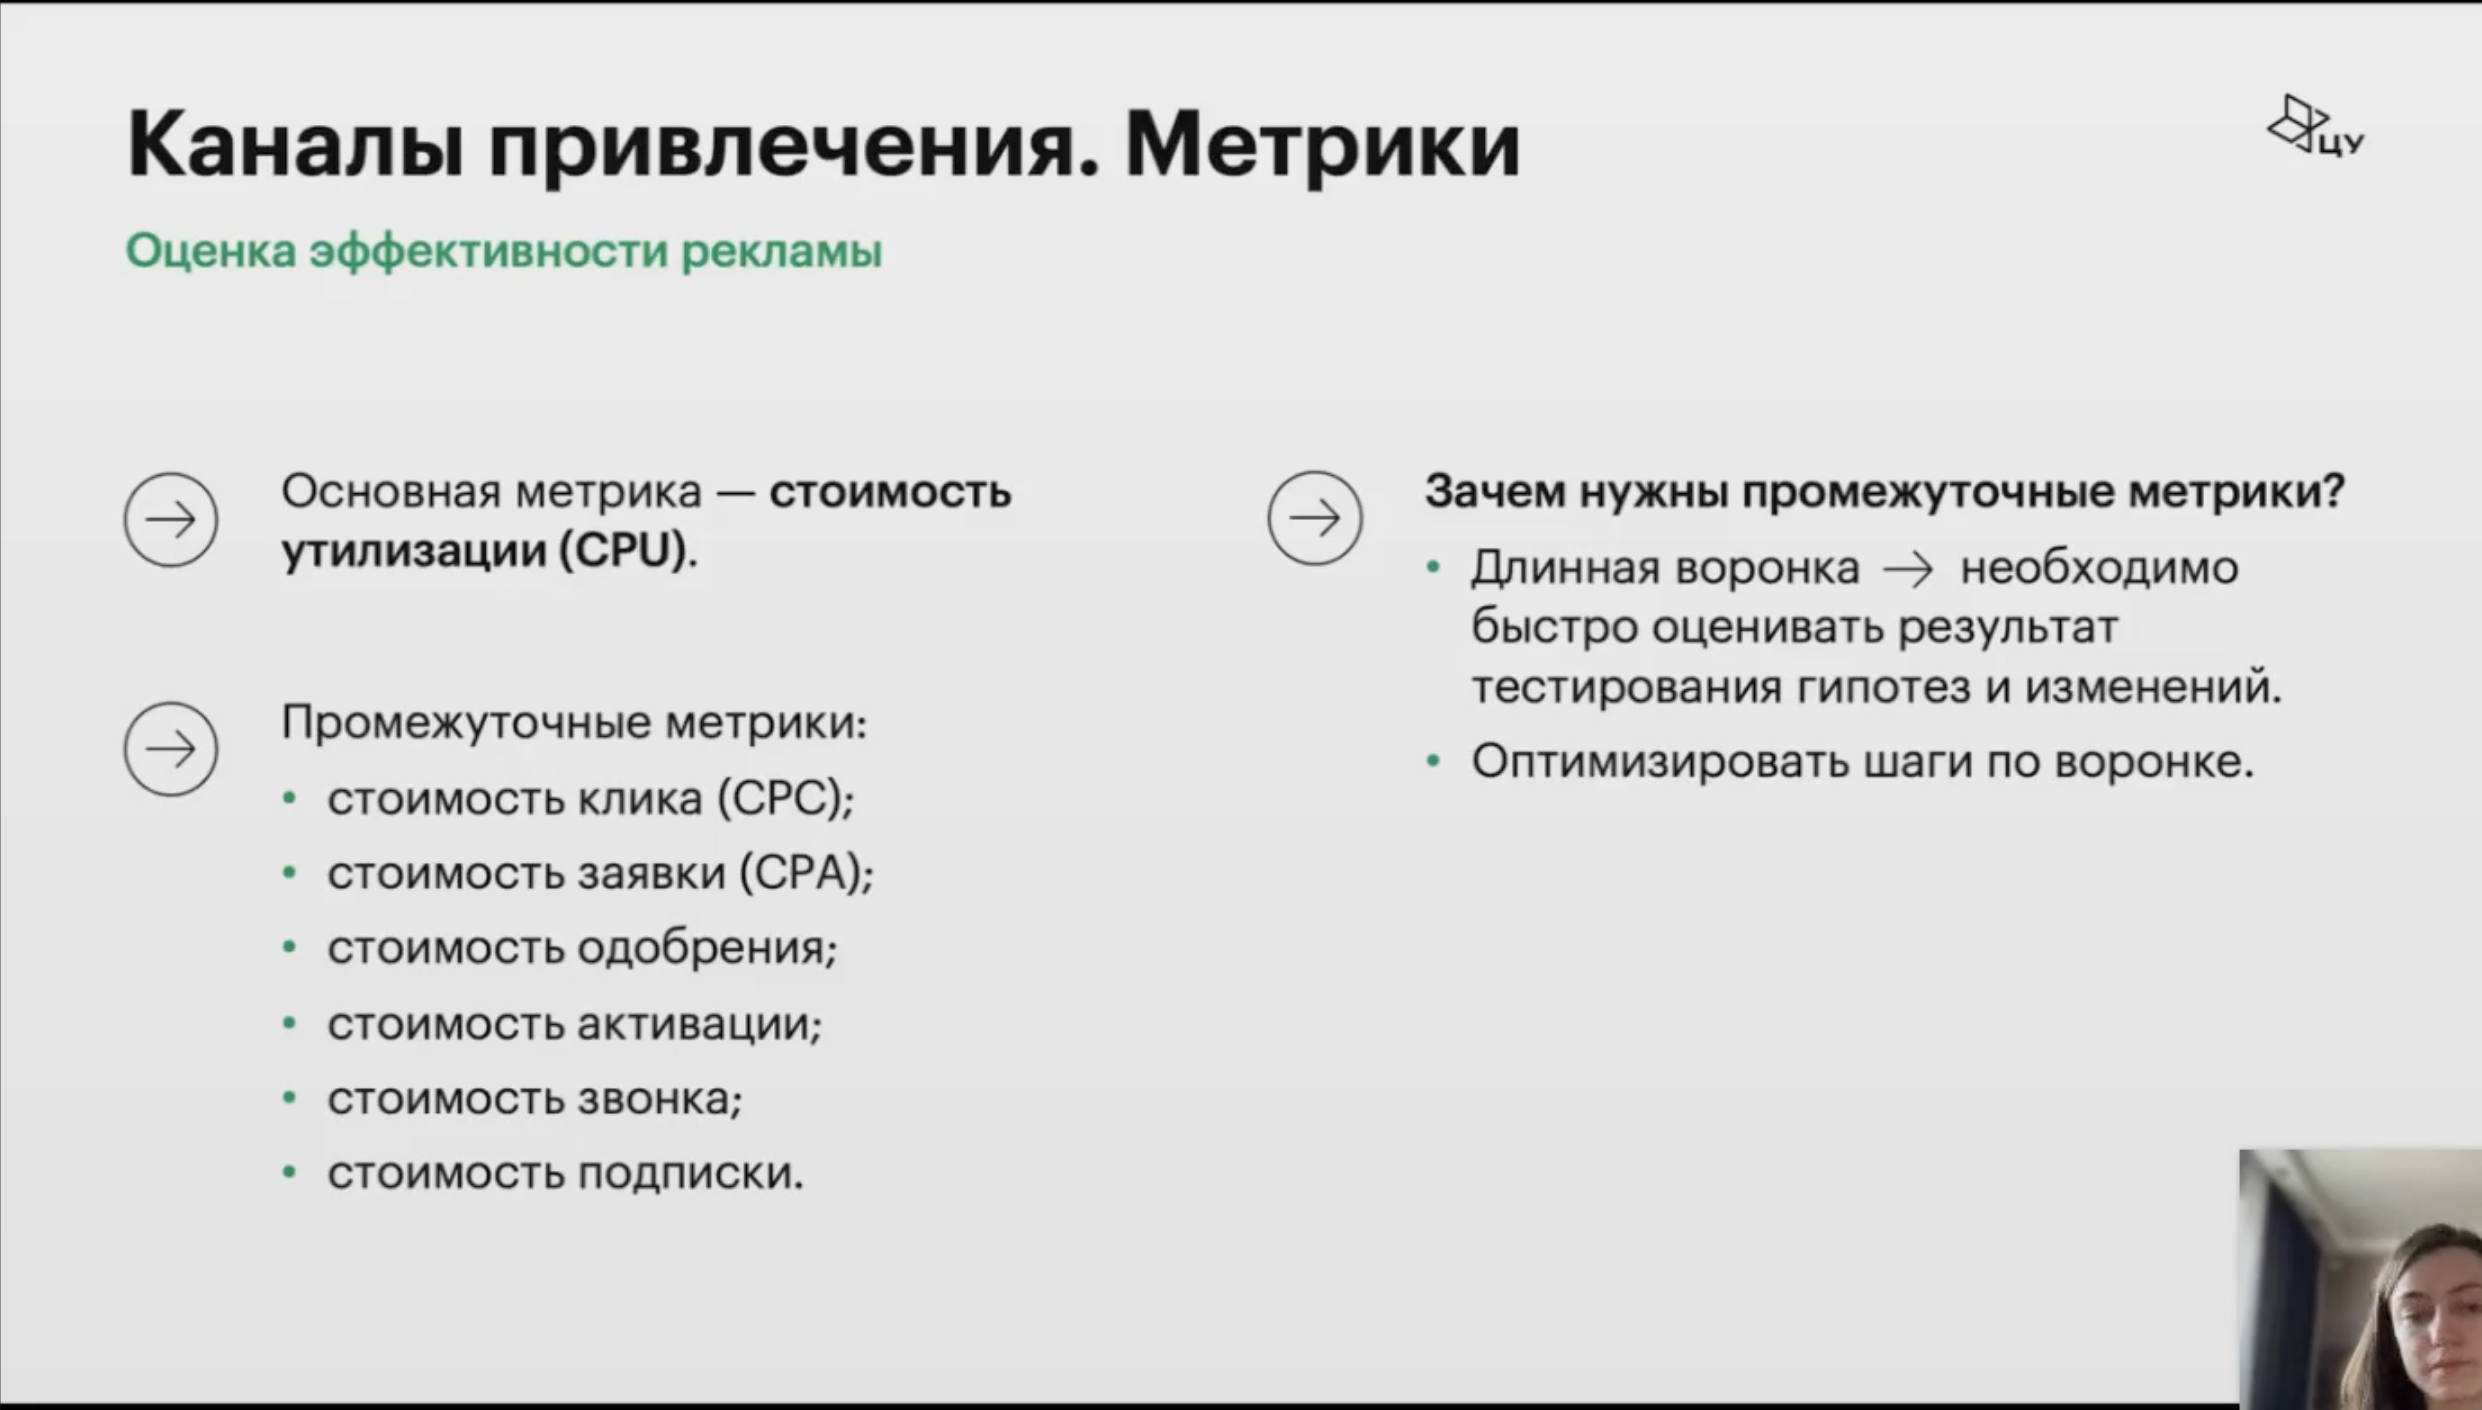 Каналы привлечения. Метрики
ЦУ
Оценка эффективности рекламы
Основная метрика — стоимость
утилизации (CPU).
Промежуточные метрики:
• стоимость клика (CPC);
• стоимость заявки (CPA);
• стоимость одобрения;
• стоимость активации;
• стоимость звонка;
• стоимость подписки.
Зачем нужны промежуточные метрики?
• Длинная воронка → необходимо
быстро оценивать результат
тестирования гипотез и изменений.
• Оптимизировать шаги по воронке.